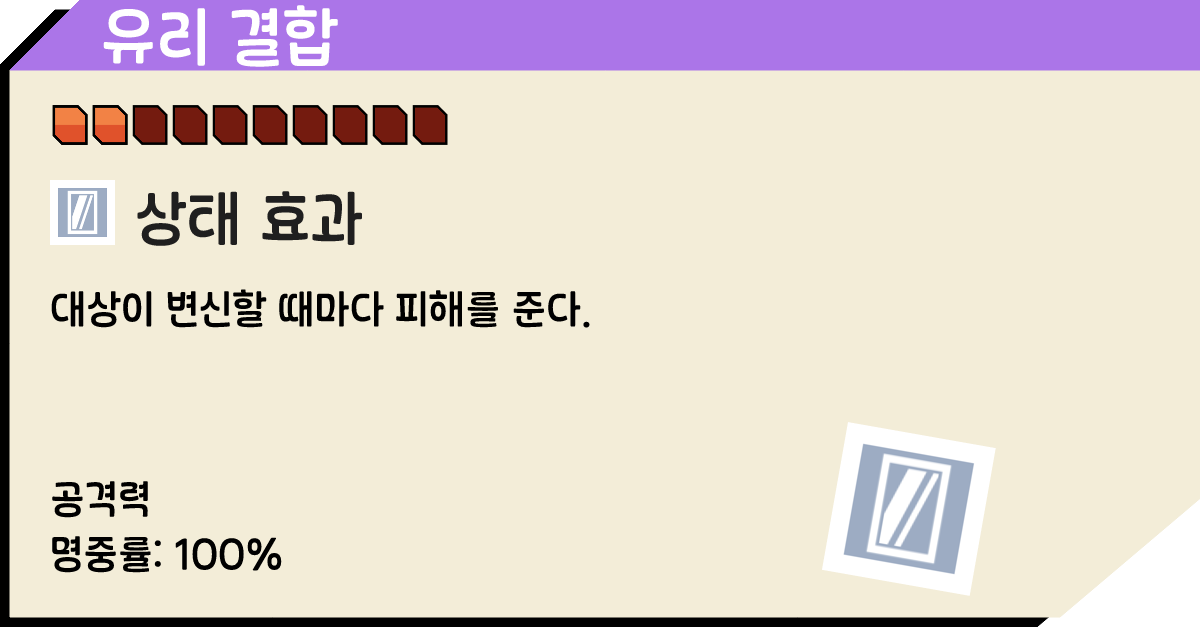 유리 결합
상태 효과
대상이 변신할 때마다 피해를 준다.
공격력
명중률: 100%